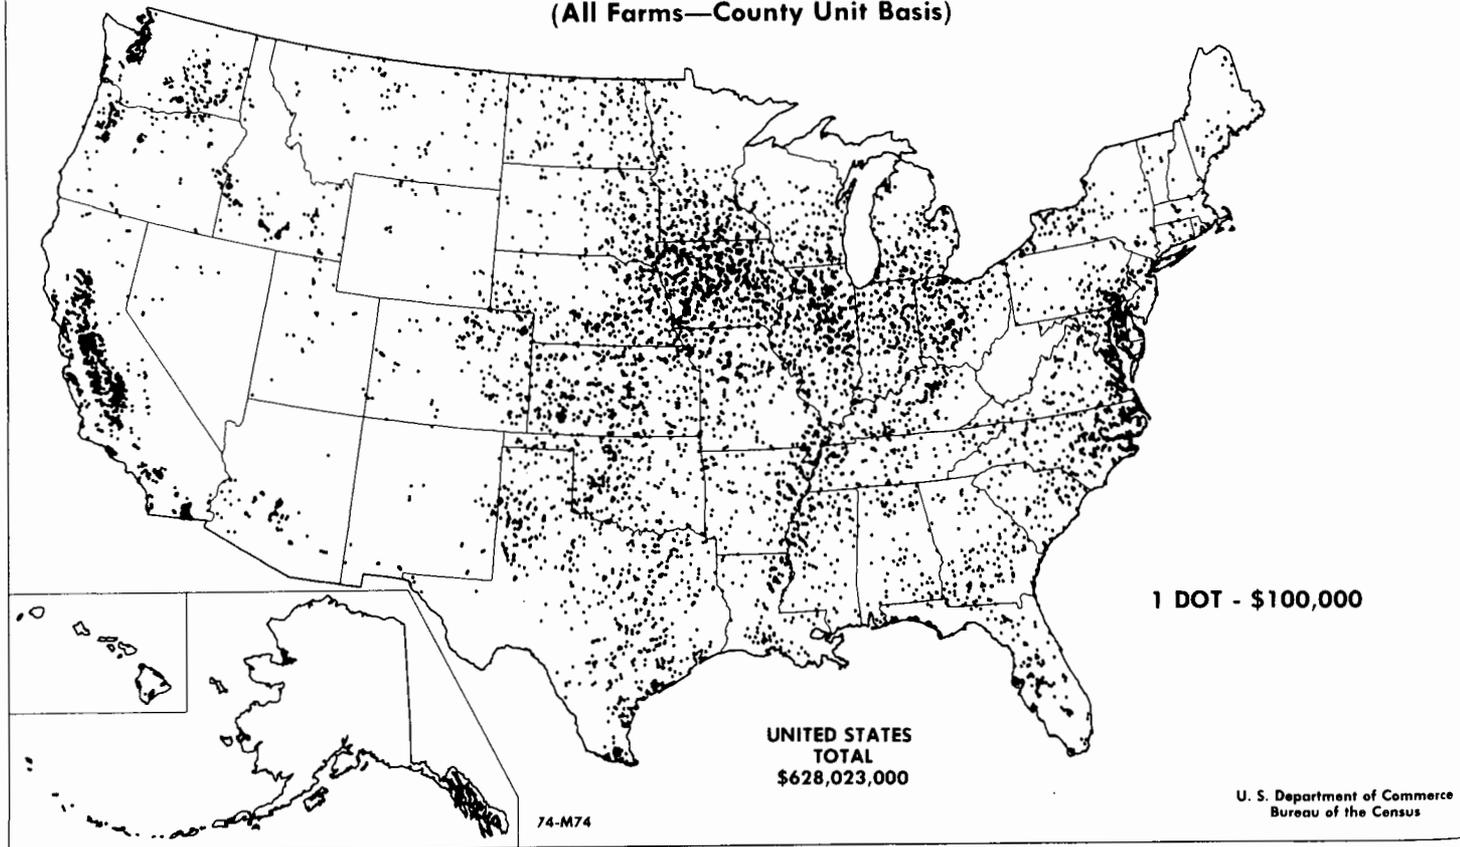 (All Farms—County Unit Basis)
1 DOT - $100,000
UNITED STATES
TOTAL
$628,023,000
U. S. Department of Commerce
Bureau of the Census
74-M74